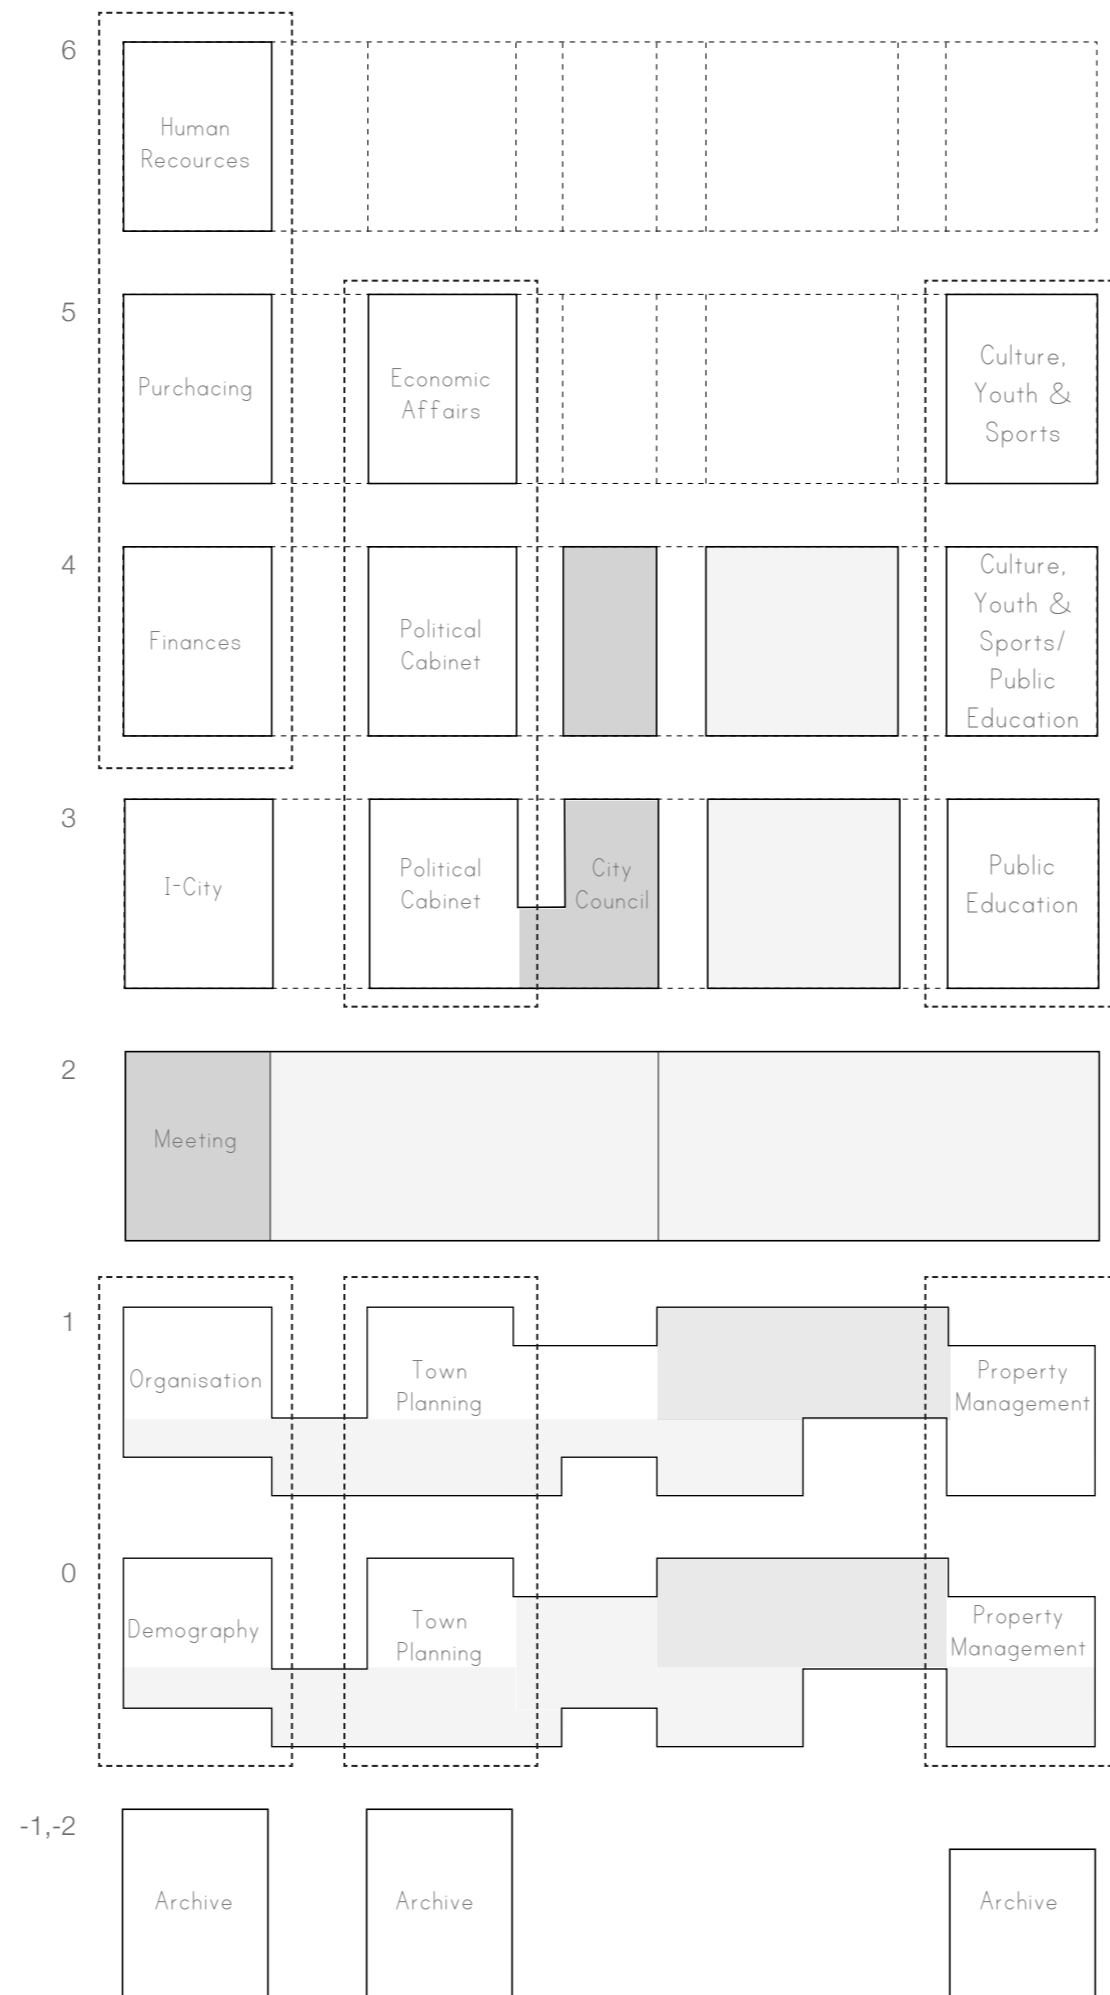 6
Human
Recources
5
Purchacing
Economic
Affairs
Culture,
Youth &
Sports
4
Finances
Political
Cabinet
Culture,
Youth &
Sports/
Public
Education
3
I-City
Political
Cabinet
City
Council
Public
Education
2
Meeting
1
Organisation
Town
Planning
Property
Management
0
Demography
Town
Planning
Property
Management
-1,-2
Archive
Archive
Archive